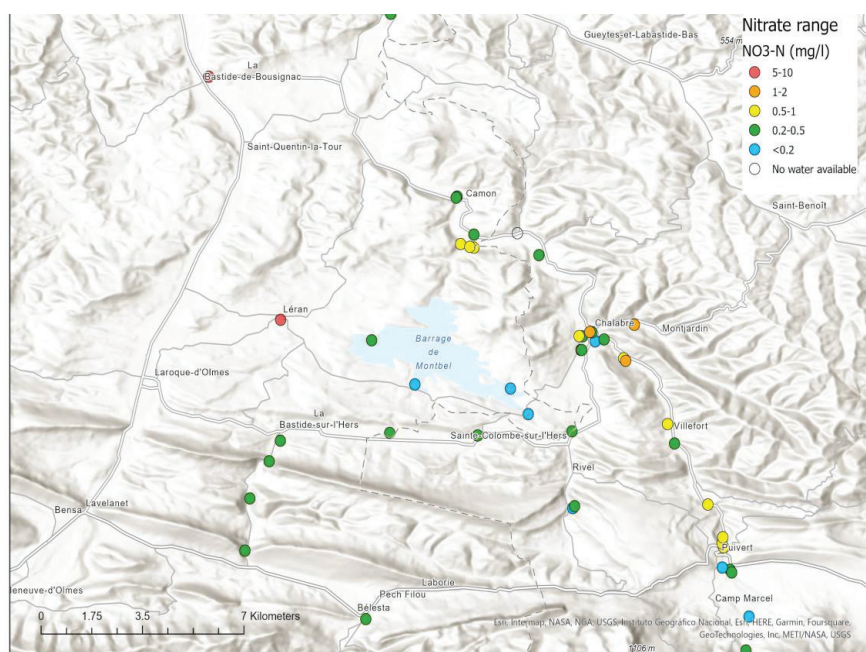 Nitrate range
NO3-N (mg/l)
5-10
1-2
0.5-1
0.2-0.5
<0.2
No water available
Gueytes-et-Labastide-Bas-
554 m
La
Bastide-de-Bousignac
Saint-Quentin-la-Tour
Camon
Saint-Benoît
Léran
Chalabre
Montjardin
Barrage
de
Montbel
Laroque-d'Olmes
La
Bastide-sur-l'Hers
Sainte-Colombe-sur-l'Hers
Villefort
Rivel
Lavelanet
Bensa
Puivert
Laborie
leneuve-d'Olmes
Pech Filou
Camp Marcel
Bélesta
0 1.75 3.5 7 Kilometers
Esri, Intermap, NASA, NGA, USGS, Instituto Geográfico Nacional, Esri, HERE, Garmin, Foursquare,
GeoTechnologies, Inc, METI/NASA, USGS
1106 m